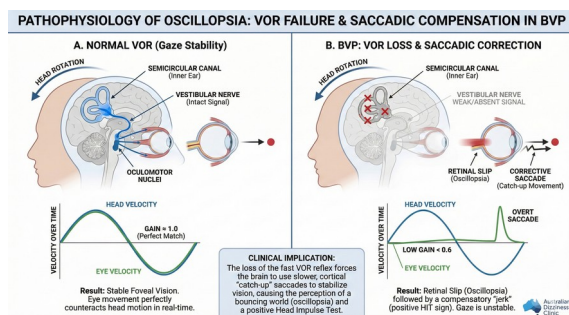 PATHOPHYSIOLOGY OF OSCILLOPSIA: VOR FAILURE & SACCADIC COMPENSATION IN BVP
A. NORMAL VOR (Gaze Stability)
HEAD ROTATION
SEMICIRCULAR CANAL
(Inner Ear)
VESTIBULAR NERVE
(Intact Signal)
OCULOMOTOR
NUCLEI
VELOCITY OVER TIME
HEAD VELOCITY
GAIN ≈ 1.0
(Perfect Match)
EYE VELOCITY
Result: Stable Foveal Vision.
Eye movement perfectly
counteracts head motion in real-time.
B. BVP: VOR LOSS & SACCADIC CORRECTION
HEAD ROTATION
SEMICIRCULAR CANAL
(Inner Ear)
VESTIBULAR NERVE
WEAK/ABSENT SIGNAL
RETINAL SLIP
(Oscillopsia)
CORRECTIVE
SACCADE
(Catch-up Movement)
VELOCITY OVER TIME
HEAD VELOCITY
OVERT
SACCADE
LOW GAIN < 0.6
EYE VELOCITY
Result: Retinal Slip (Oscillopsia)
followed by a compensatory "jerk"
(positive HIT sign). Gaze is unstable.
CLINICAL IMPLICATION:
The loss of the fast VOR reflex forces
the brain to use slower, cortical
"catch-up" saccades to stabilize
vision, causing the perception of a
bouncing world (oscillopsia) and
a positive Head Impulse Test.
Australian
Dizziness
Clinic